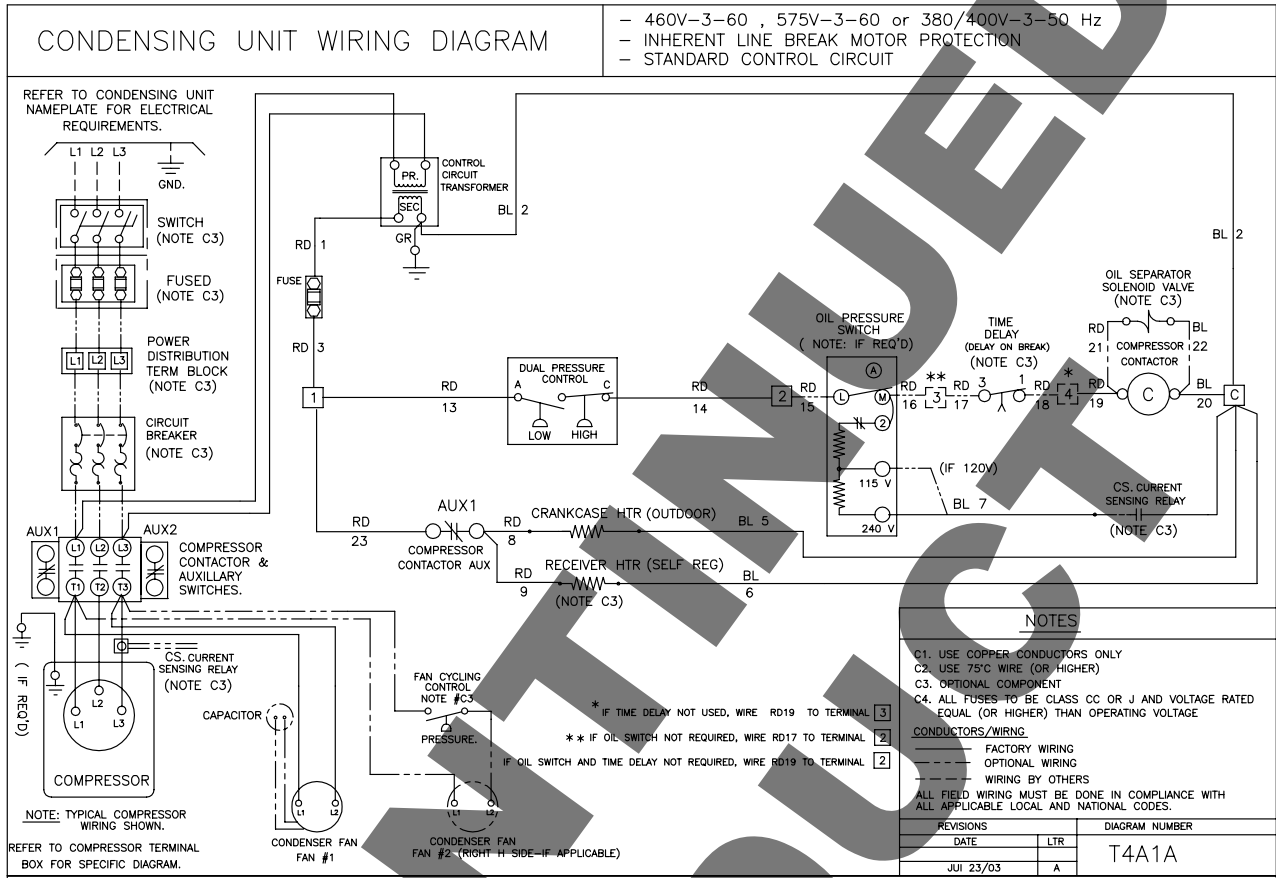 CONDENSING UNIT WIRING DIAGRAM
– 460V–3–60 , 575V–3–60 or 380/400V–3–50 Hz
– INHERENT LINE BREAK MOTOR PROTECTION
– STANDARD CONTROL CIRCUIT
REFER TO CONDENSING UNIT
NAMEPLATE FOR ELECTRICAL
REQUIREMENTS.
L1 L2 L3
GND.
SWITCH
(NOTE C3)
FUSED
(NOTE C3)
L1 L2 L3
POWER
DISTRIBUTION
TERM BLOCK
(NOTE C3)
CIRCUIT
BREAKER
(NOTE C3)
AUX1
AUX2
L1 L2 L3
T1 T2 T3
COMPRESSOR
CONTACTOR &
AUXILLARY
SWITCHES.
( IF REQ'D)
CS. CURRENT
SENSING RELAY
(NOTE C3)
L1
L2
L3
COMPRESSOR
NOTE: TYPICAL COMPRESSOR
WIRING SHOWN.
REFER TO COMPRESSOR TERMINAL
BOX FOR SPECIFIC DIAGRAM.
PR.
SEC
CONTROL
CIRCUIT
TRANSFORMER
GR
BL 2
RD 1
FUSE
RD 3
1
RD
13
DUAL PRESSURE
CONTROL
A
C
LOW
HIGH
RD
14
2
RD
15
OIL PRESSURE
SWITCH
( NOTE: IF REQ'D)
A
L
M
2
115 V
240 V
RD
16
**
3
RD
17
TIME
DELAY
(DELAY ON BREAK)
(NOTE C3)
3
1
RD
18
*
4
RD
19
OIL SEPARATOR
SOLENOID VALVE
(NOTE C3)
RD
21
BL
22
COMPRESSOR
CONTACTOR
C
BL
20
C
BL 2
(IF 120V)
BL 7
CS. CURRENT
SENSING RELAY
(NOTE C3)
RD
23
AUX1
COMPRESSOR
CONTACTOR AUX
RD
8
CRANKCASE HTR (OUTDOOR)
BL 5
RD
9
RECEIVER HTR (SELF REG)
(NOTE C3)
BL
6
CAPACITOR
L1 L2
CONDENSER FAN
FAN #1
FAN CYCLING
CONTROL
NOTE #C3
PRESSURE.
L1 L2
CONDENSER FAN
FAN #2 (RIGHT H SIDE–IF APPLICABLE)
* IF TIME DELAY NOT USED, WIRE RD19 TO TERMINAL 3
** IF OIL SWITCH NOT REQUIRED, WIRE RD17 TO TERMINAL 2
IF OIL SWITCH AND TIME DELAY NOT REQUIRED, WIRE RD19 TO TERMINAL 2
NOTES
C1. USE COPPER CONDUCTORS ONLY
C2. USE 75°C WIRE (OR HIGHER)
C3. OPTIONAL COMPONENT
C4. ALL FUSES TO BE CLASS CC OR J AND VOLTAGE RATED
EQUAL (OR HIGHER) THAN OPERATING VOLTAGE
CONDUCTORS/WIRNG
FACTORY WIRING
OPTIONAL WIRING
WIRING BY OTHERS
ALL FIELD WIRING MUST BE DONE IN COMPLIANCE WITH
ALL APPLICABLE LOCAL AND NATIONAL CODES.
REVISIONS
DATE
LTR
JUl 23/03
A
DIAGRAM NUMBER
T4A1A
NTINUED
DUCT